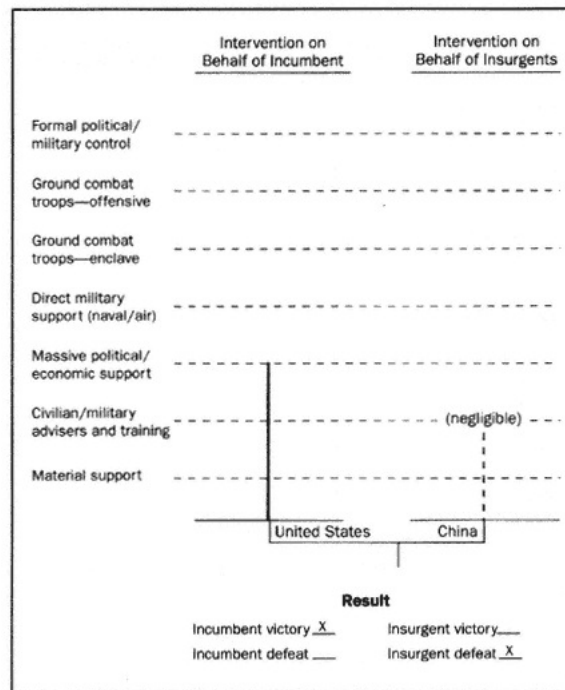 Intervention on
Behalf of Incumbent
Intervention on
Behalf of Insurgents
Formal political/
military control
Ground combat
troops—offensive
Ground combat
troops—enclave
Direct military
support (naval/air)
Massive political/
economic support
Civilian/military
advisers and training
(negligible)
Material support
United States
China
Result
Incumbent victory X
Insurgent victory
Incumbent defeat
Insurgent defeat X